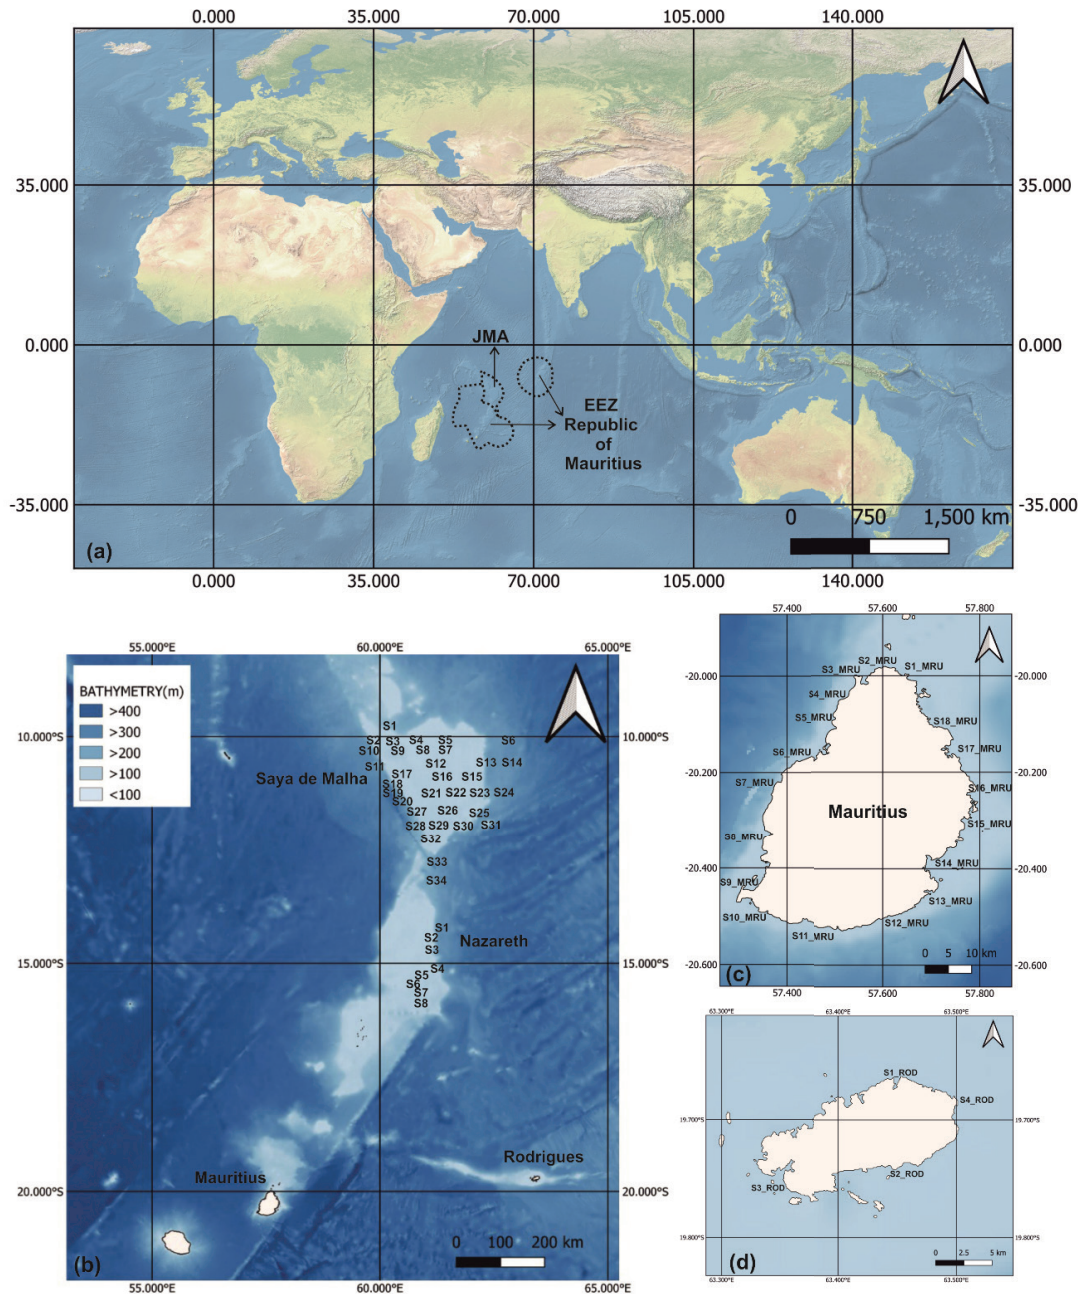 0.000 35.000 70.000 105.000 140.000
35.000 35.000
JMA
0.000 0.000
EEZ
Republic
of
Mauritius
-35.000 -35.000
0 750 1,500 km
(a)
0.000 35.000 70.000 105.000 140.000
55.000°E 60.000°E 65.000°E
BATHYMETRY(m)
>400
>300
>200
>100
<100
S1
10.000°S 10.000°S
S2 S3 S4 S5 S6
S10 S9 S8 S7
S11 S12 S13 S14
Saya de Malha
S17 S16 S15
S18
S19 S21 S22 S23 S24
S20
S27 S26 S25
S28 S29 S30 S31
S32
S33
S34
S1
S2 Nazareth
S3
15.000°S 15.000°S
S4
S5
S6
S7
S8
Rodrigues
Mauritius
20.000°S 20.000°S
0 100 200 km
(b)
55.000°E 60.000°E 65.000°E
57.400 57.600 57.800
S2_MRU
S3_MRU S1_MRU
-20.000 -20.000
S4_MRU
S5_MRU S18_MRU
S6_MRU S17_MRU
-20.200 -20.200
S7_MRU S16_MRU
Mauritius
S15_MRU
S8_MRU
S14_MRU
-20.400 -20.400
S9_MRU
S13_MRU
S10_MRU S12_MRU
S11_MRU
0 5 10 km
-20.600 -20.600
(c)
57.400 57.600 57.800
63.300°E 63.400°E 63.500°E
S1_ROD
S4_ROD
19.700°S 19.700°S
S2_ROD
S3_ROD
19.800°S 19.800°S
0 2.5 5 km
(d)
63.300°E 63.400°E 63.500°E